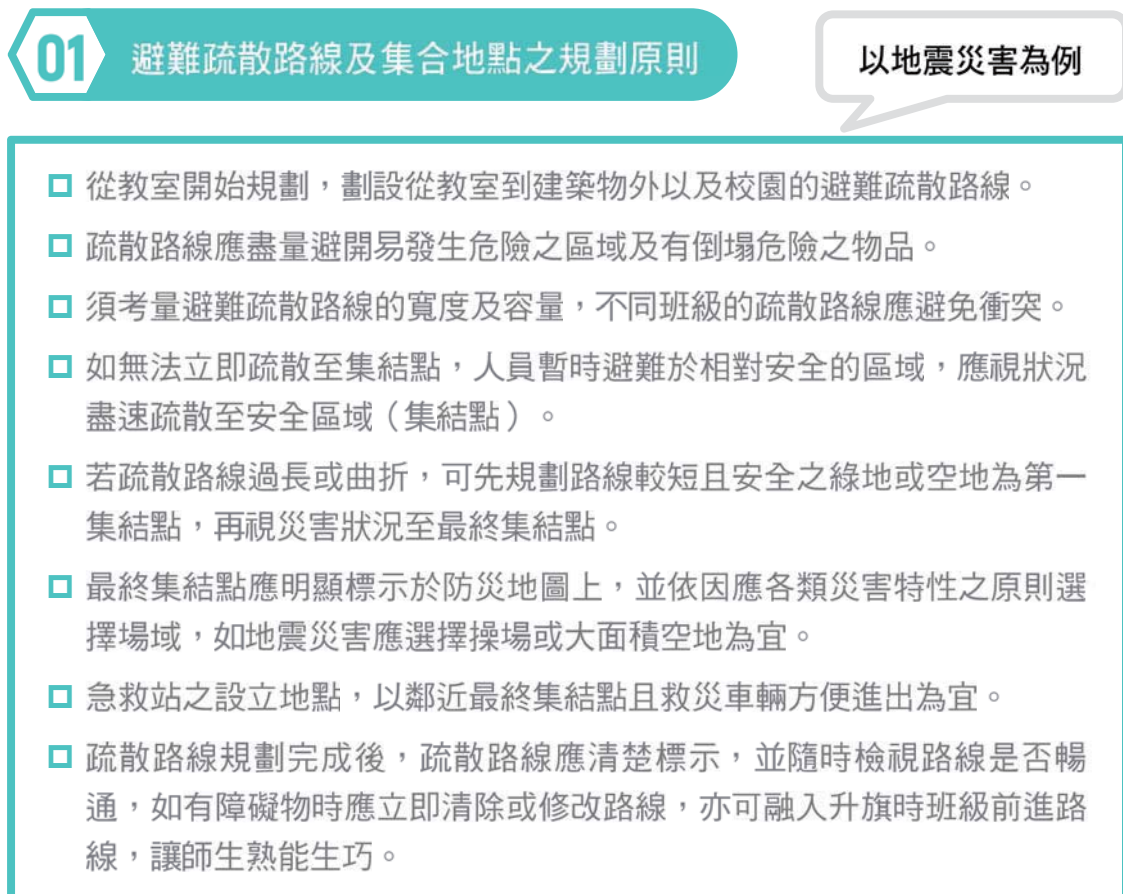 01 避難疏散路線及集合地點之規劃原則
以地震災害為例
從教室開始規劃,劃設從教室到建築物外以及校園的避難疏散路線。
疏散路線應盡量避開易發生危險之區域及有倒塌危險之物品。
須考量避難疏散路線的寬度及容量,不同班級的疏散路線應避免衝突。
如無法立即疏散至集結點,人員暫時避難於相對安全的區域,應視狀況
盡速疏散至安全區域(集結點)。
若疏散路線過長或曲折,可先規劃路線較短且安全之綠地或空地為第一
集結點,再視災害狀況至最終集結點。
最終集結點應明顯標示於防災地圖上,並依因應各類災害特性之原則選
擇場域,如地震災害應選擇操場或大面積空地為宜。
急救站之設立地點,以鄰近最終集結點且救災車輛方便進出為宜。
疏散路線規劃完成後,疏散路線應清楚標示,並隨時檢視路線是否暢
通,如有障礙物時應立即清除或修改路線,亦可融入升旗時班級前進路
線,讓師生熟能生巧。